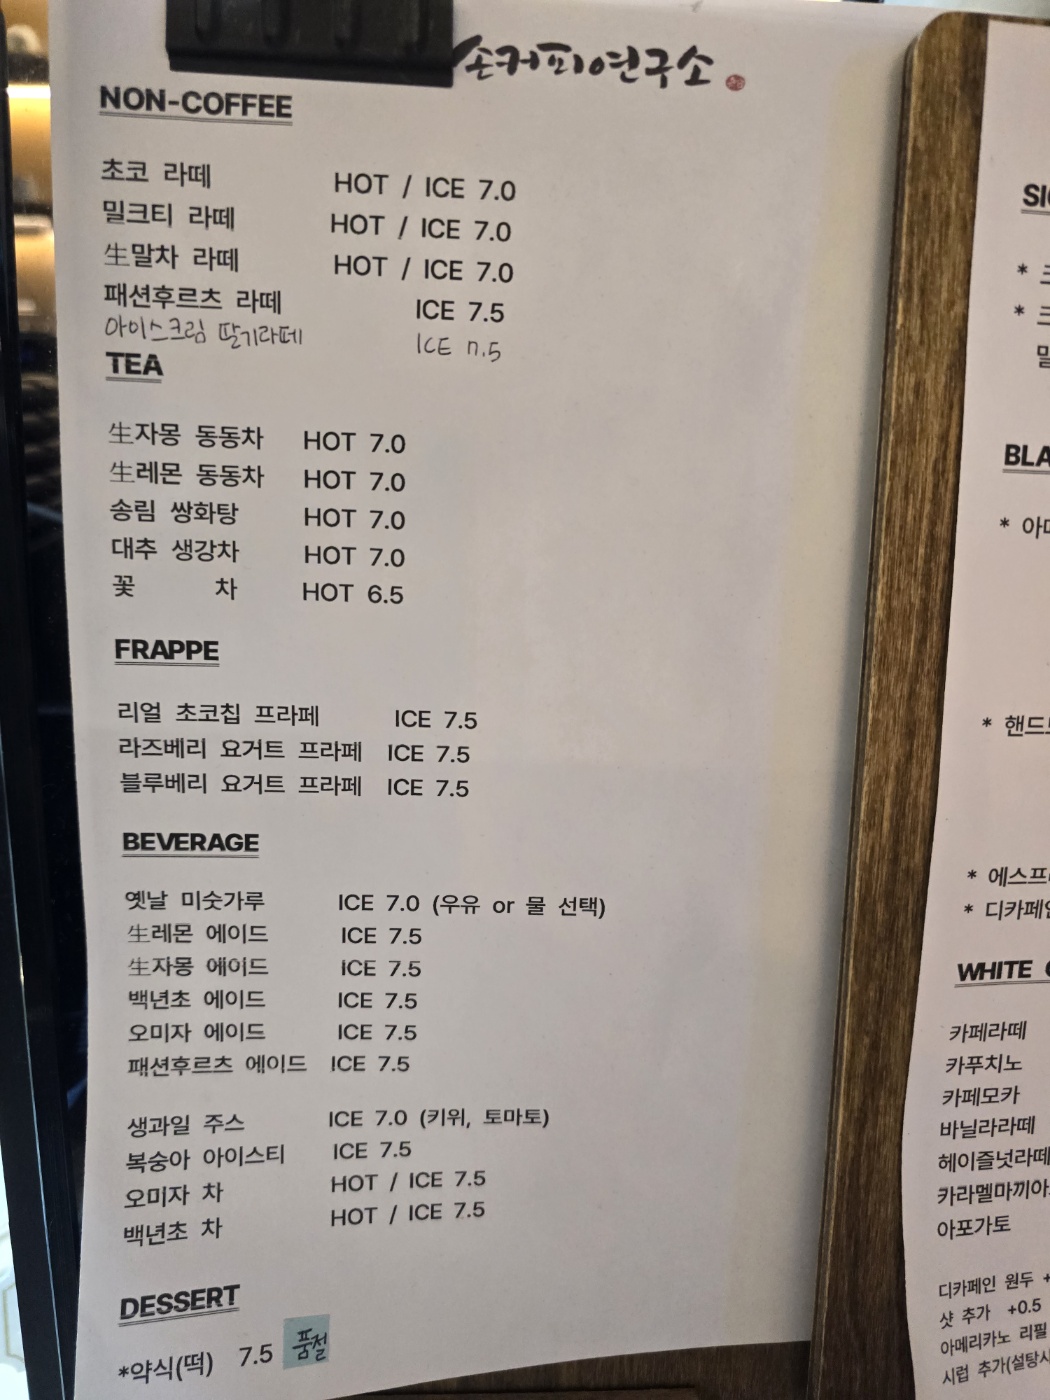 손커피연구소
NON-COFFEE
초코 라떼 HOT / ICE 7.0
밀크티 라떼 HOT / ICE 7.0
生말차 라떼 HOT / ICE 7.0
패션후르츠 라떼 ICE 7.5
아이스크림 딸기라떼 ICE 7.5
TEA
生자몽 동동차 HOT 7.0
生레몬 동동차 HOT 7.0
송림 쌍화탕 HOT 7.0
대추 생강차 HOT 7.0
꽃 차 HOT 6.5
FRAPPE
리얼 초코칩 프라페 ICE 7.5
라즈베리 요거트 프라페 ICE 7.5
블루베리 요거트 프라페 ICE 7.5
BEVERAGE
옛날 미숫가루 ICE 7.0 (우유 or 물 선택)
生레몬 에이드 ICE 7.5
生자몽 에이드 ICE 7.5
백년초 에이드 ICE 7.5
오미자 에이드 ICE 7.5
패션후르츠 에이드 ICE 7.5
생과일 주스 ICE 7.0 (키위, 토마토)
복숭아 아이스티 ICE 7.5
오미자 차 HOT / ICE 7.5
백년초 차 HOT / ICE 7.5
DESSERT
*약식(떡) 7.5 품절
WHITE
카페라떼
카푸치노
카페모카
바닐라라떼
헤이즐넛라떼
카라멜마끼아
아포가토
디카페인 원두 +
샷 추가 +0.5
아메리카노 리필
시럽 추가(설탕시